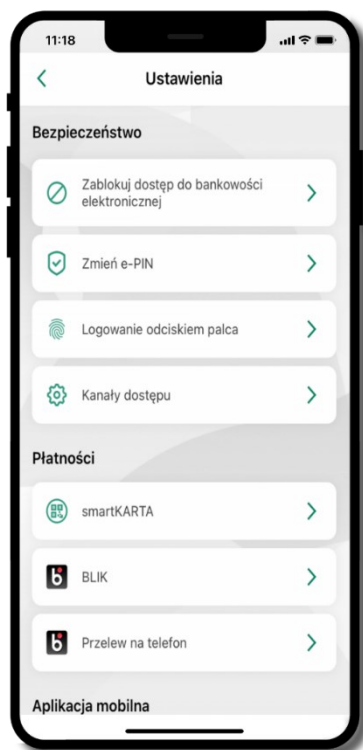 11:18
Ustawienia
Bezpieczeństwo
Zablokuj dostęp do bankowości
elektronicznej
Zmień e-PIN
Logowanie odciskiem palca
Kanały dostępu
Płatności
smartKARTA
BLIK
Przelew na telefon
Aplikacja mobilna